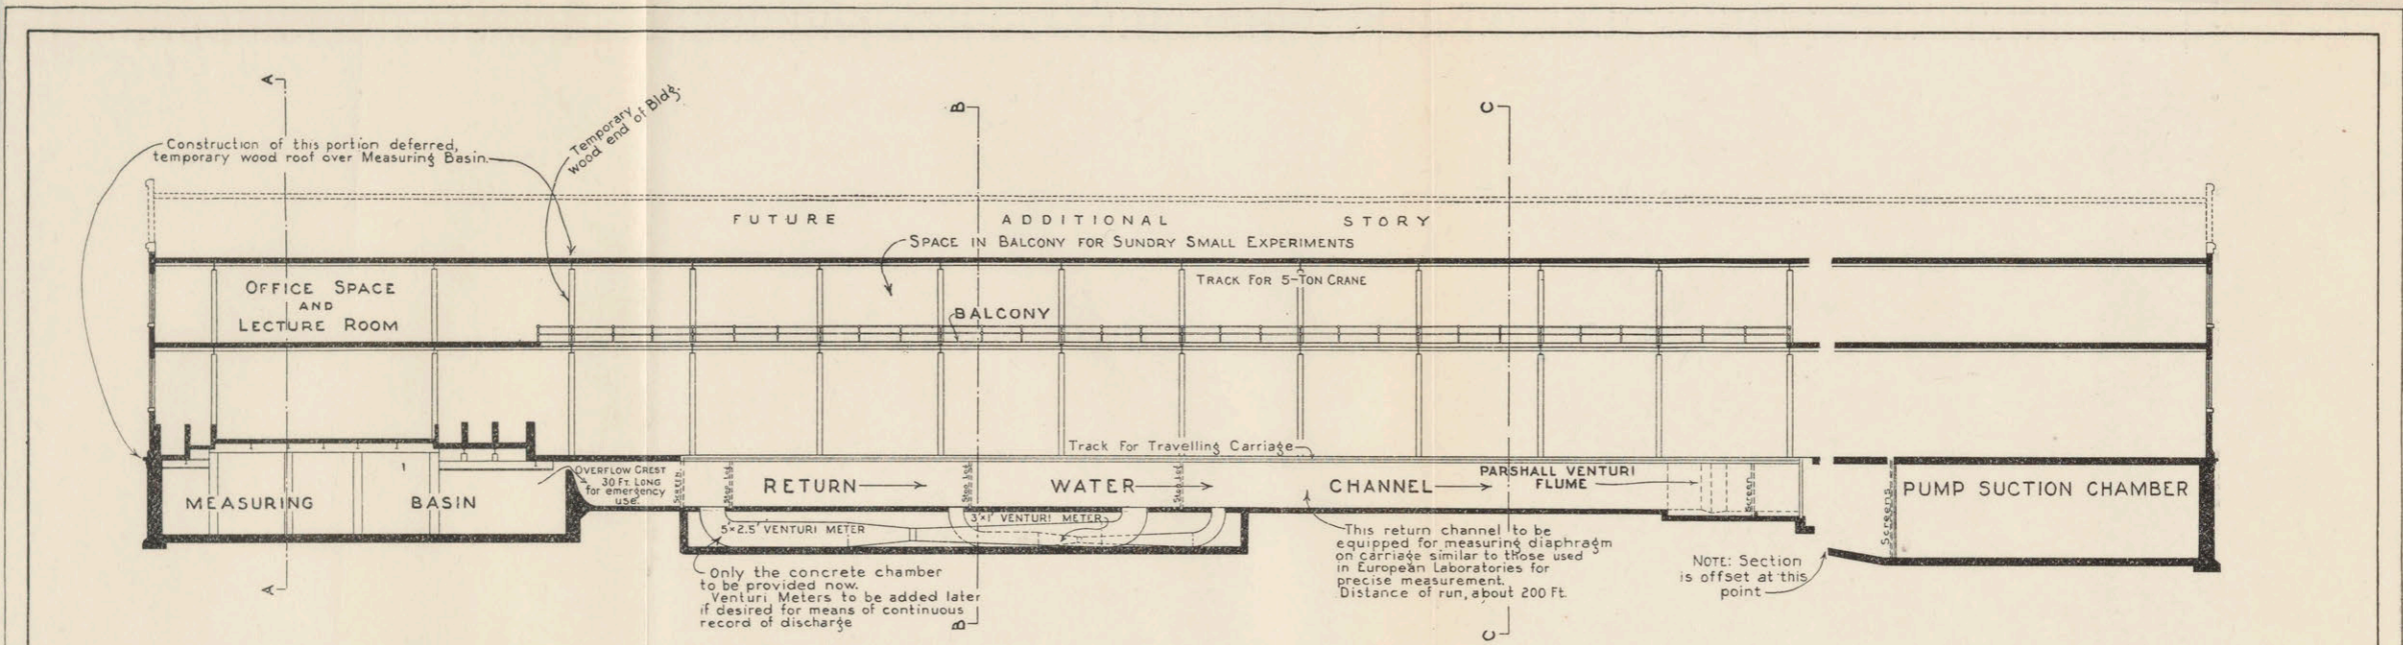 A
B
C
Temporary
wood end of Bldg.
Construction of this portion deferred,
temporary wood roof over Measuring Basin.
FUTURE ADDITIONAL STORY
SPACE IN BALCONY FOR SUNDRY SMALL EXPERIMENTS
TRACK FOR 5-TON CRANE
OFFICE SPACE
AND
LECTURE ROOM
BALCONY
Track For Travelling Carriage
OVERFLOW CREST
30 FT. LONG
for emergency
use.
MEASURING BASIN
Screen
Stop Log
RETURN
Stop Log
WATER
Stop Log
CHANNEL
PARSHALL VENTURI
FLUME
Screen
Screens
PUMP SUCTION CHAMBER
5×2.5' VENTURI METER
3'×1' VENTURI METER
Only the concrete chamber
to be provided now.
Venturi Meters to be added later
if desired for means of continuous
record of discharge
This return channel to be
equipped for measuring diaphragm
on carriage similar to those used
in European Laboratories for
precise measurement.
Distance of run, about 200 Ft.
NOTE: Section
is offset at this
point
A
B
C